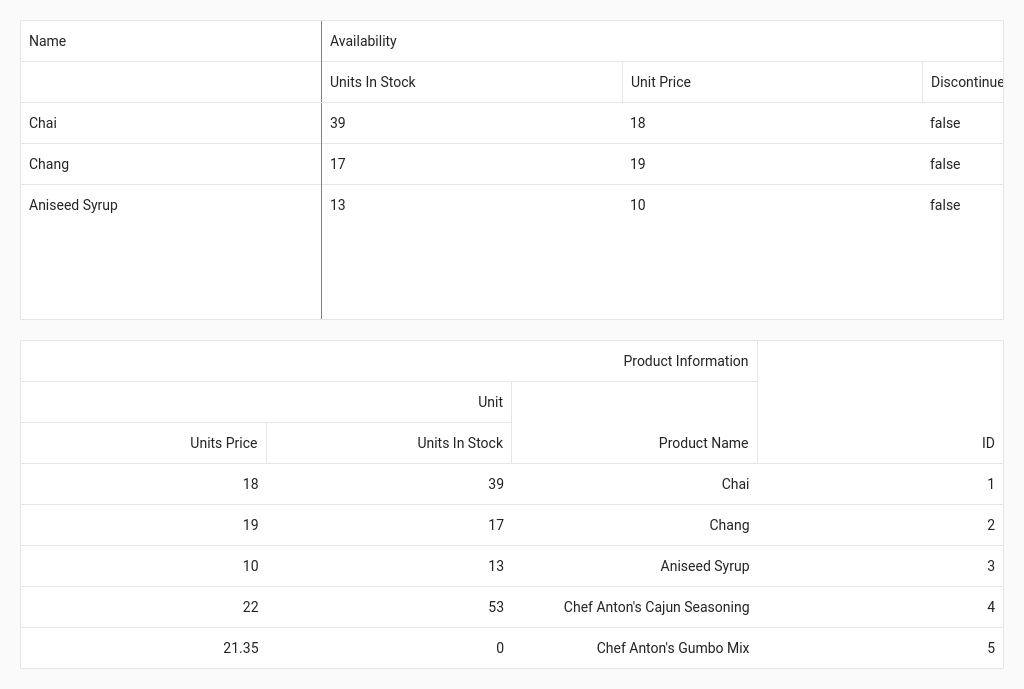 Name Availability
Units In Stock Unit Price Discontinue
Chai 39 18 false
Chang 17 19 false
Aniseed Syrup 13 10 false
Product Information
Unit
Units Price Units In Stock Product Name ID
18 39 Chai 1
19 17 Chang 2
10 13 Aniseed Syrup 3
22 53 Chef Anton's Cajun Seasoning 4
21.35 0 Chef Anton's Gumbo Mix 5